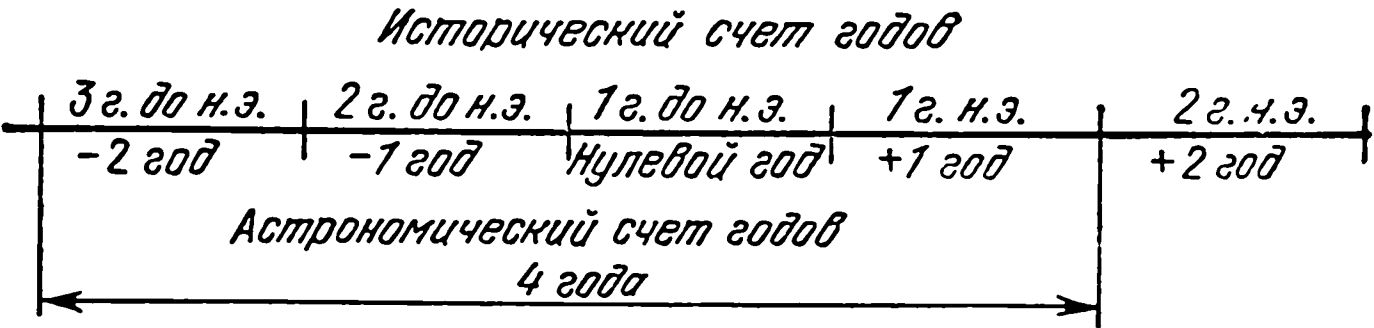 Исторический счет годов
3 г. до н.э. 2 г. до н.э. 1 г. до н.э. 1 г. н.э. 2 г. н.э.
-2 год -1 год Нулевой год +1 год +2 год
Астрономический счет годов
4 года